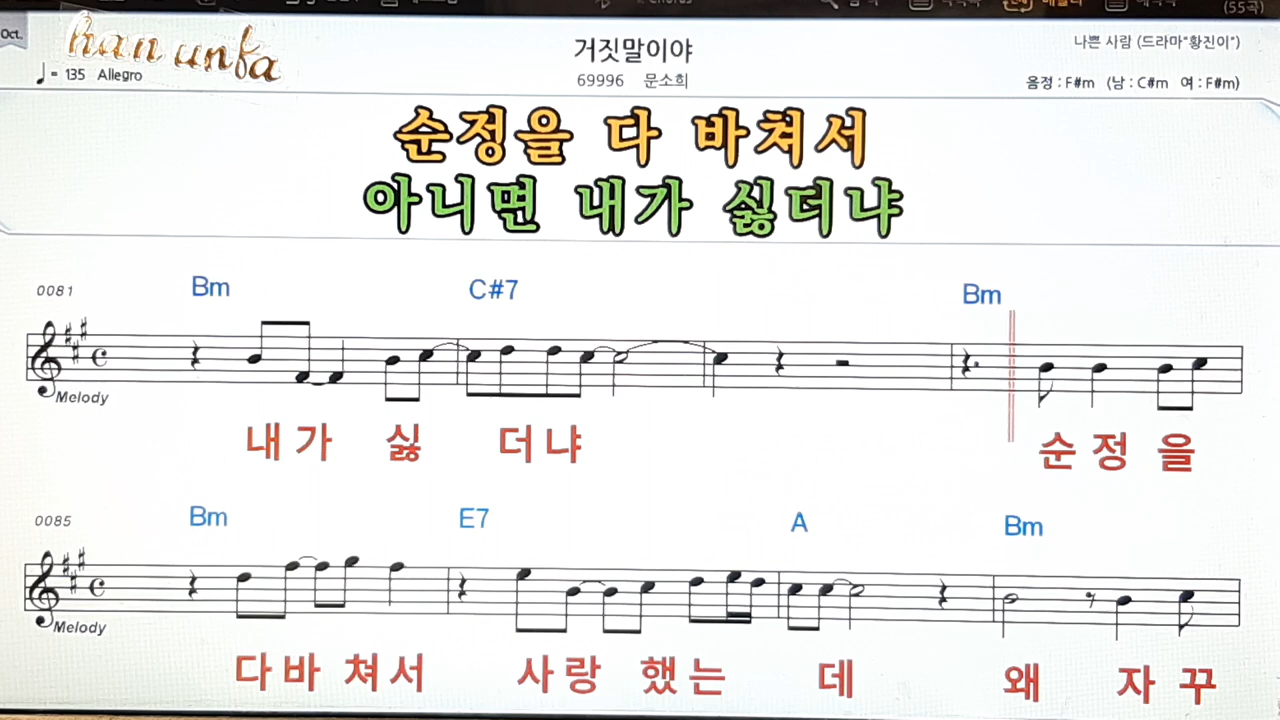 (55곡)
Oct.
han unfa
거짓말이야
나쁜 사람 (드라마"황진이")
= 135 Allegro
69996 문소희
음정 : F#m (남 : C#m 여 : F#m)
순정을 다 바쳐서
아니면 내가 싫더냐
0081 Bm C#7 Bm
Melody
내가 싫 더냐 순정을
0085 Bm E7 A Bm
Melody
다바 쳐서 사랑 했는 데 왜 자꾸